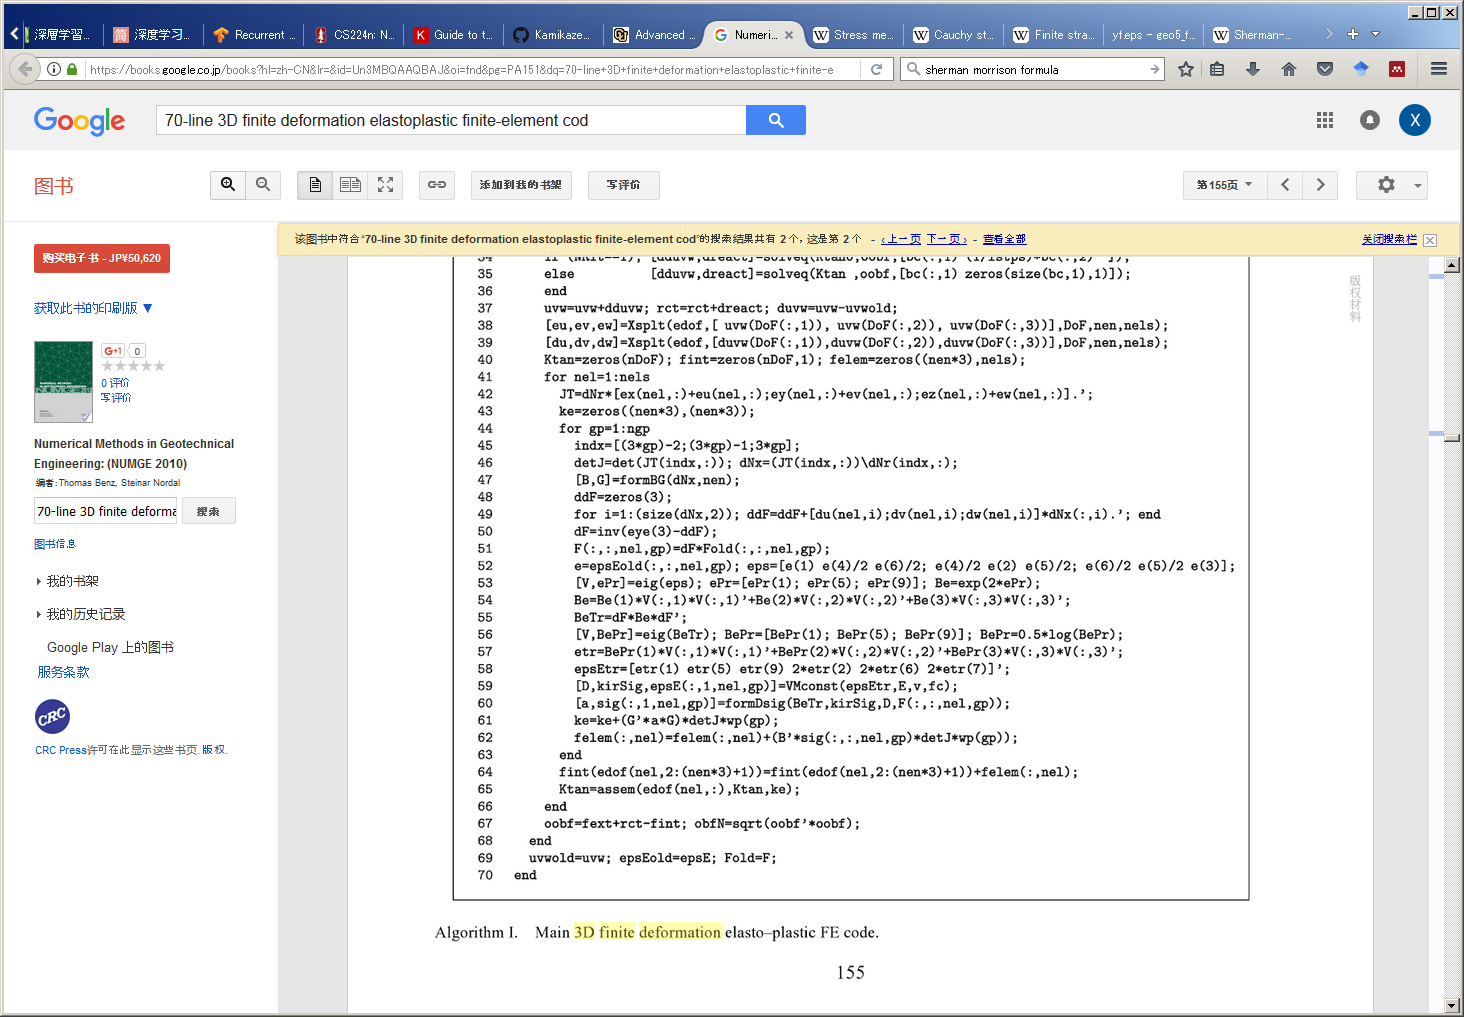 深層学習...
深度学习...
Recurrent ...
CS224n: N...
Guide to t...
Kamikaze...
Advanced ...
Numeri...
Stress me...
Cauchy st...
Finite stra...
yf.eps - geo5_f...
Sherman-...
https://books.google.co.jp/books?hl=zh-CN&lr=&id=Un3MBQAAQBAJ&oi=fnd&pg=PA151&dq=70-line+3D+finite+deformation+elastoplastic+finite-e
sherman morrison formula
Google
70-line 3D finite deformation elastoplastic finite-element cod
X
图书
添加到我的书架
写评价
第155页
购买电子书 - JP¥50,620
该图书中符合"70-line 3D finite deformation elastoplastic finite-element cod"的搜索结果共有 2 个, 这是第 2 个 - ‹上一页 下一页› - 查看全部
关闭搜索栏
获取此书的印刷版 ▼
G+1 0
0 评价
写评价
Numerical Methods in Geotechnical
Engineering: (NUMGE 2010)
编者:Thomas Benz, Steinar Nordal
70-line 3D finite deforma
搜索
图书信息
我的书架
我的历史记录
Google Play 上的图书
服务条款
CRC
CRC Press许可在此显示这些书页. 版权.
版权材料
34 if (NRit==1), [dduvw,dreact]=solveq(Ktan0,oobf,[bc(:,1) (1/lstps)*bc(:,2) ]);
35 else [dduvw,dreact]=solveq(Ktan ,oobf,[bc(:,1) zeros(size(bc,1),1)]);
36 end
37 uvw=uvw+dduvw; rct=rct+dreact; duvw=uvw-uvwold;
38 [eu,ev,ew]=Xsplt(edof,[ uvw(DoF(:,1)), uvw(DoF(:,2)), uvw(DoF(:,3))],DoF,nen,nels);
39 [du,dv,dw]=Xsplt(edof,[duvw(DoF(:,1)),duvw(DoF(:,2)),duvw(DoF(:,3))],DoF,nen,nels);
40 Ktan=zeros(nDoF); fint=zeros(nDoF,1); felem=zeros((nen*3),nels);
41 for nel=1:nels
42 JT=dNr*[ex(nel,:)+eu(nel,:);ey(nel,:)+ev(nel,:);ez(nel,:)+ew(nel,:)].’;
43 ke=zeros((nen*3),(nen*3));
44 for gp=1:ngp
45 indx=[(3*gp)-2;(3*gp)-1;3*gp];
46 detJ=det(JT(indx,:)); dNx=(JT(indx,:))\dNr(indx,:);
47 [B,G]=formBG(dNx,nen);
48 ddF=zeros(3);
49 for i=1:(size(dNx,2)); ddF=ddF+[du(nel,i);dv(nel,i);dw(nel,i)]*dNx(:,i).’; end
50 dF=inv(eye(3)-ddF);
51 F(:,:,nel,gp)=dF*Fold(:,:,nel,gp);
52 e=epsEold(:,:,nel,gp); eps=[e(1) e(4)/2 e(6)/2; e(4)/2 e(2) e(5)/2; e(6)/2 e(5)/2 e(3)];
53 [V,ePr]=eig(eps); ePr=[ePr(1); ePr(5); ePr(9)]; Be=exp(2*ePr);
54 Be=Be(1)*V(:,1)*V(:,1)’+Be(2)*V(:,2)*V(:,2)’+Be(3)*V(:,3)*V(:,3)’;
55 BeTr=dF*Be*dF’;
56 [V,BePr]=eig(BeTr); BePr=[BePr(1); BePr(5); BePr(9)]; BePr=0.5*log(BePr);
57 etr=BePr(1)*V(:,1)*V(:,1)’+BePr(2)*V(:,2)*V(:,2)’+BePr(3)*V(:,3)*V(:,3)’;
58 epsEtr=[etr(1) etr(5) etr(9) 2*etr(2) 2*etr(6) 2*etr(7)]’;
59 [D,kirSig,epsE(:,1,nel,gp)]=VMconst(epsEtr,E,v,fc);
60 [a,sig(:,1,nel,gp)]=formDsig(BeTr,kirSig,D,F(:,:,nel,gp));
61 ke=ke+(G’*a*G)*detJ*wp(gp);
62 felem(:,nel)=felem(:,nel)+(B’*sig(:,:,nel,gp)*detJ*wp(gp));
63 end
64 fint(edof(nel,2:(nen*3)+1))=fint(edof(nel,2:(nen*3)+1))+felem(:,nel);
65 Ktan=assem(edof(nel,:),Ktan,ke);
66 end
67 oobf=fext+rct-fint; obfN=sqrt(oobf’*oobf);
68 end
69 uvwold=uvw; epsEold=epsE; Fold=F;
70 end
Algorithm I. Main 3D finite deformation elasto–plastic FE code.
155